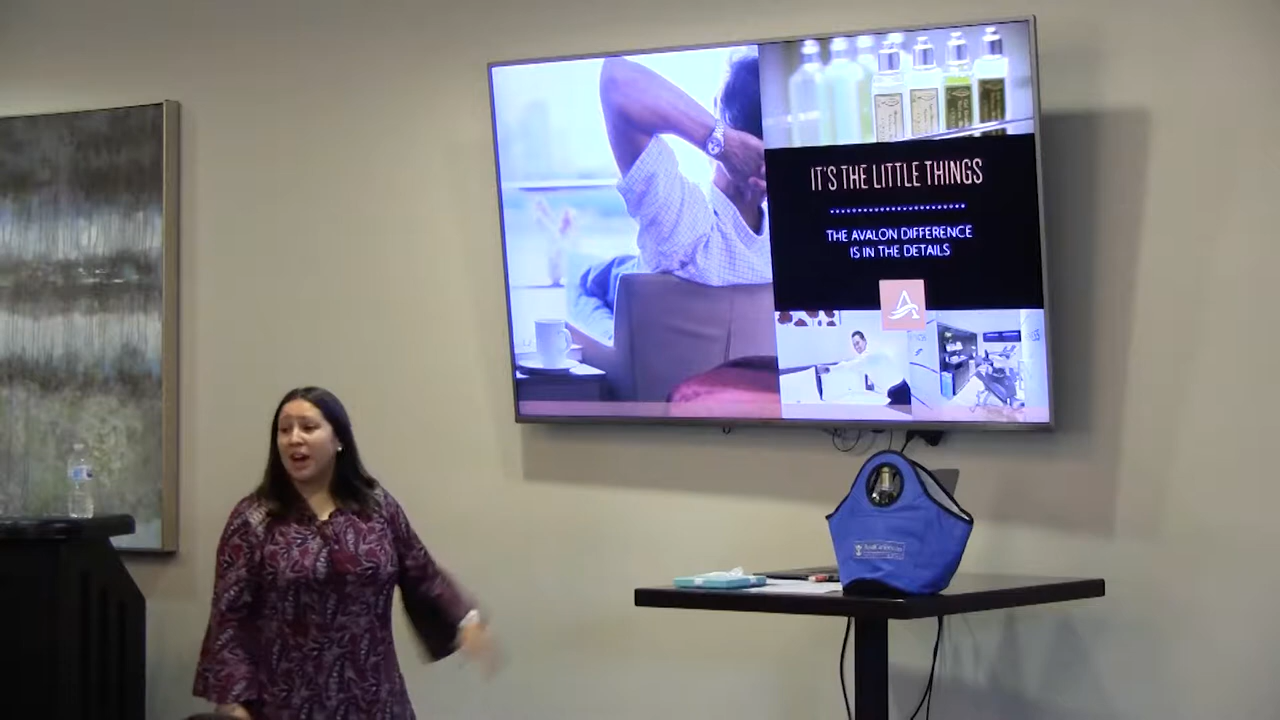 IT'S THE LITTLE THINGS
THE AVALON DIFFERENCE
IS IN THE DETAILS